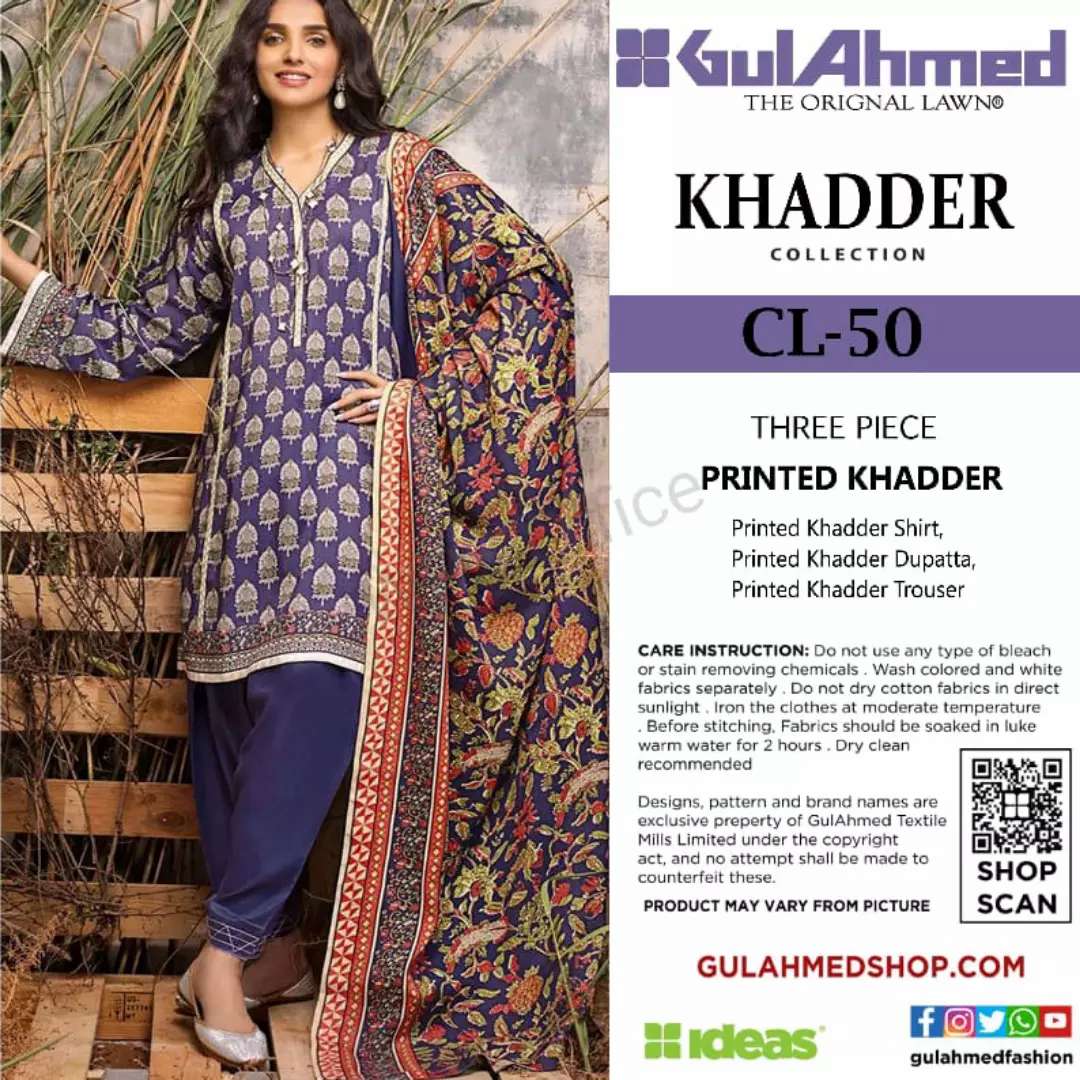 GulAhmed
THE ORIGNAL LAWN®
KHADDER
COLLECTION
CL-50
THREE PIECE
PRINTED KHADDER
Printed Khadder Shirt,
Printed Khadder Dupatta,
Printed Khadder Trouser
fice
CARE INSTRUCTION: Do not use any type of bleach
or stain removing chemicals . Wash colored and white
fabrics separately . Do not dry cotton fabrics in direct
sunlight . Iron the clothes at moderate temperature
. Before stitching, Fabrics should be soaked in luke
warm water for 2 hours . Dry clean
recommended
Designs, pattern and brand names are
exclusive preperty of GulAhmed Textile
Mills Limited under the copyright
act, and no attempt shall be made to
counterfeit these.
PRODUCT MAY VARY FROM PICTURE
SHOP
SCAN
GULAHMEDSHOP.COM
ideas
gulahmedfashion